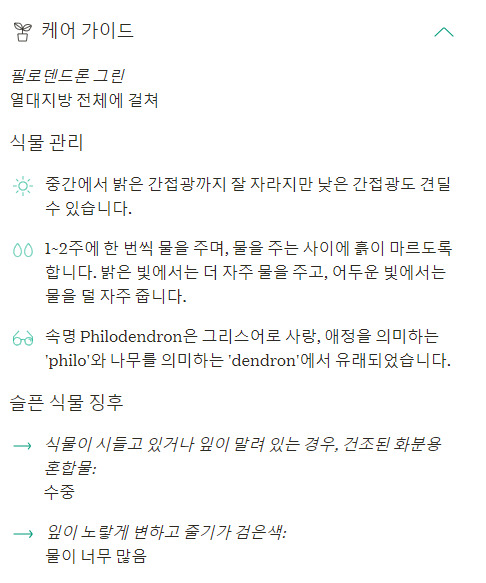 케어 가이드
필로덴드론 그린
열대지방 전체에 걸쳐
식물 관리
중간에서 밝은 간접광까지 잘 자라지만 낮은 간접광도 견딜
수 있습니다.
1~2주에 한 번씩 물을 주며, 물을 주는 사이에 흙이 마르도록
합니다. 밝은 빛에서는 더 자주 물을 주고, 어두운 빛에서는
물을 덜 자주 줍니다.
속명 Philodendron은 그리스어로 사랑, 애정을 의미하는
'philo'와 나무를 의미하는 'dendron'에서 유래되었습니다.
슬픈 식물 징후
식물이 시들고 있거나 잎이 말려 있는 경우, 건조된 화분용
혼합물:
수중
잎이 노랗게 변하고 줄기가 검은색:
물이 너무 많음